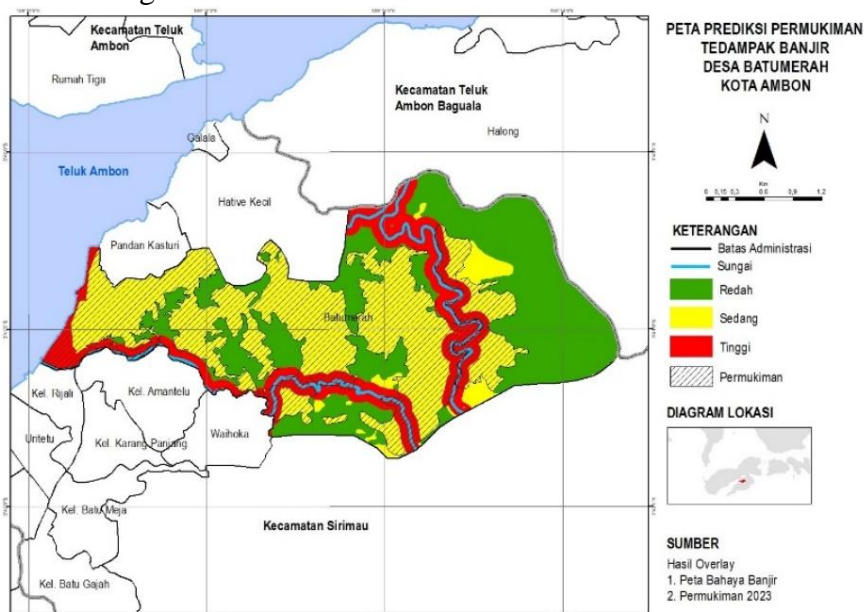 Kecamatan Teluk
Ambon
Rumah Tiga
Kecamatan Teluk
Ambon Baguala
Halong
Galala
Teluk Ambon
Hative Kecil
Pandan Kasturi
Batumerah
Kel. Rijali
Kel. Amantelu
Uritetu
Kel. Karang Panjang
Waihoka
Kel. Batu Meja
Kecamatan Sirimau
Kel. Batu Gajah
PETA PREDIKSI PERMUKIMAN
TEDAMPAK BANJIR
DESA BATUMERAH
KOTA AMBON
N
Km
0 0,15 0,3 0,6 0,9 1,2
KETERANGAN
Batas Administrasi
Sungai
Redah
Sedang
Tinggi
Permukiman
DIAGRAM LOKASI
SUMBER
Hasil Overlay
1. Peta Bahaya Banjir
2. Permukiman 2023